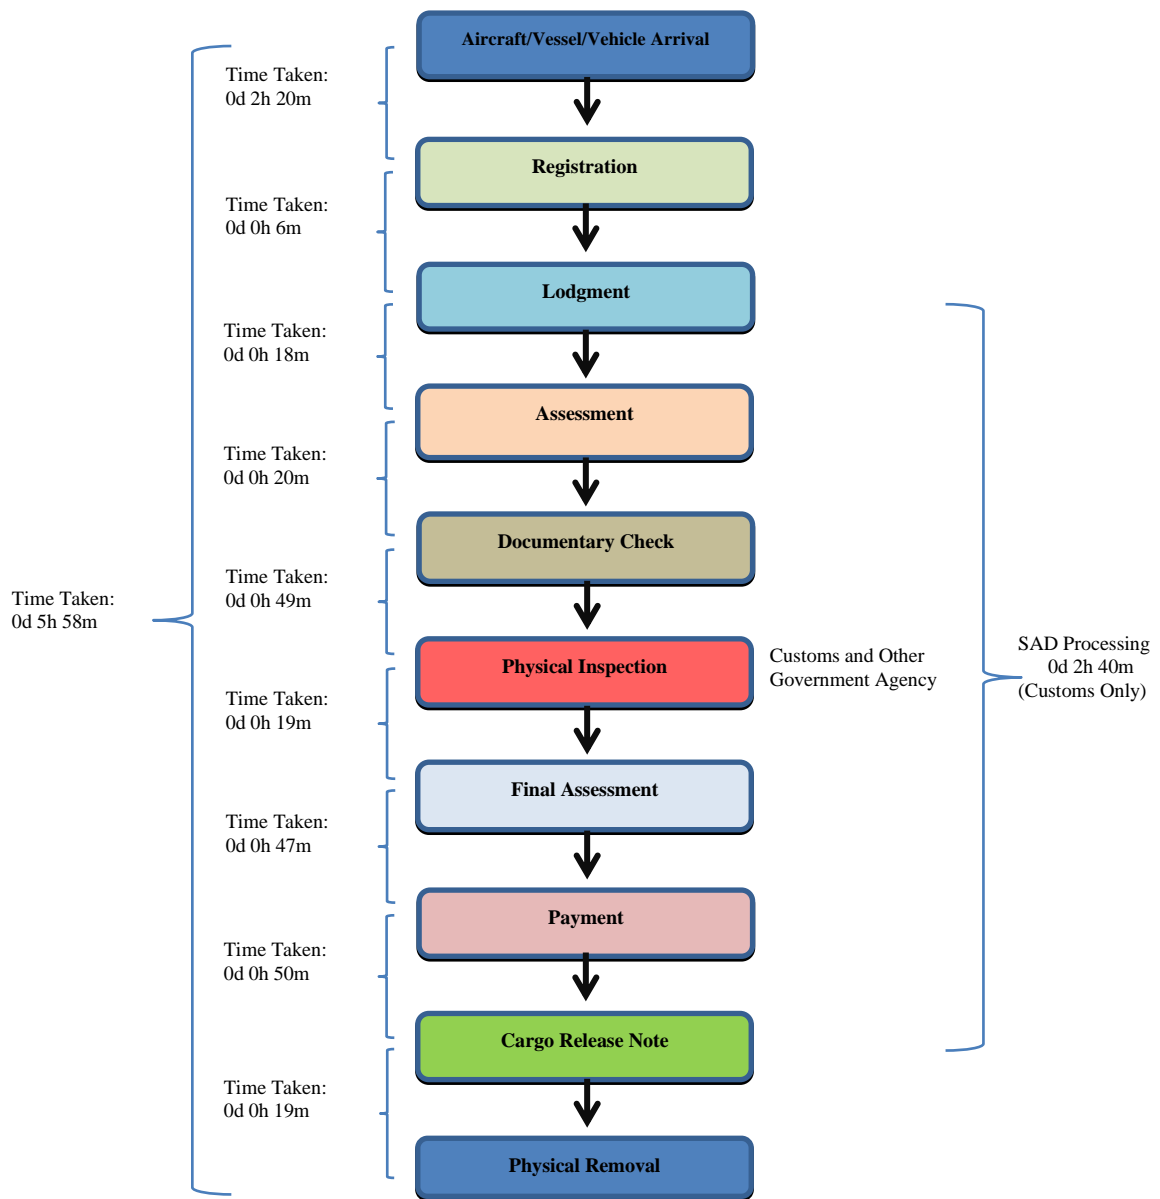 Aircraft/Vessel/Vehicle Arrival
Time Taken:
0d 2h 20m
Registration
Time Taken:
0d 0h 6m
Lodgment
Time Taken:
0d 0h 18m
Assessment
Time Taken:
0d 0h 20m
Documentary Check
Time Taken:
0d 0h 49m
Time Taken:
0d 5h 58m
Physical Inspection
Customs and Other
Government Agency
SAD Processing
0d 2h 40m
(Customs Only)
Time Taken:
0d 0h 19m
Final Assessment
Time Taken:
0d 0h 47m
Payment
Time Taken:
0d 0h 50m
Cargo Release Note
Time Taken:
0d 0h 19m
Physical Removal